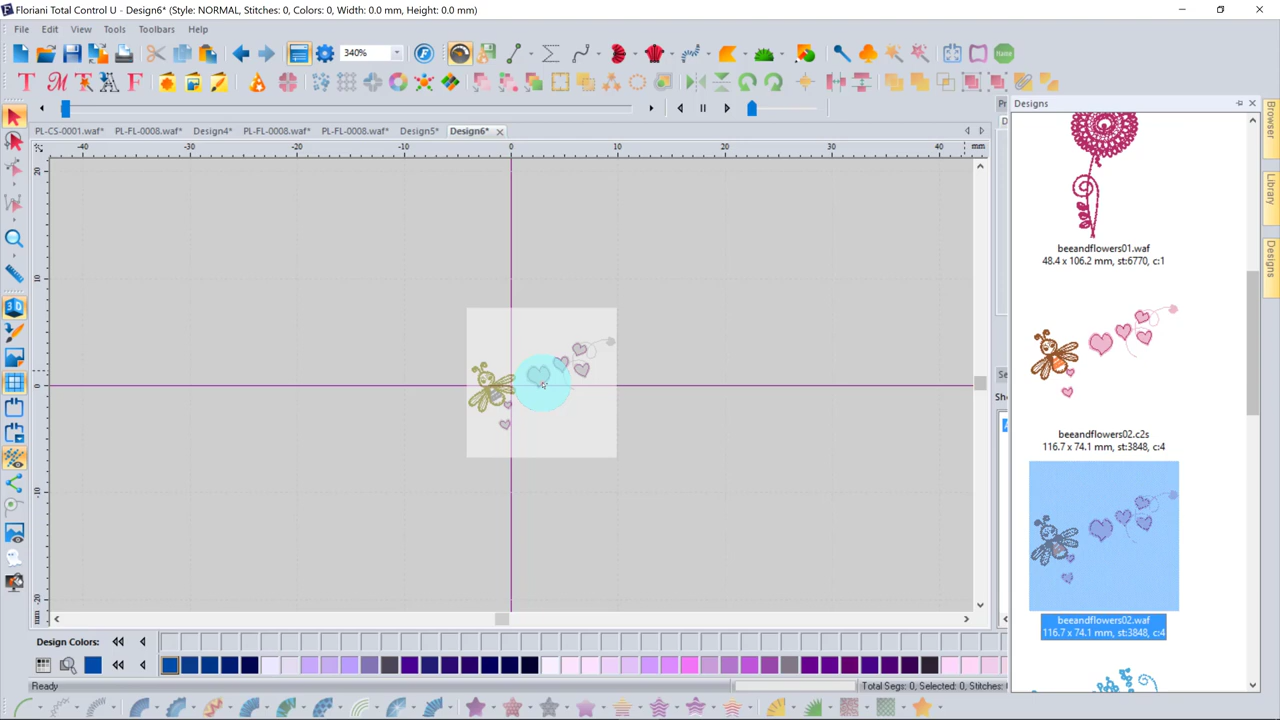 Floriani Total Control U - Design6* (Style: NORMAL, Stitches: 0, Colors: 0, Width: 0.0 mm, Height: 0.0 mm)
File Edit View Tools Toolbars Help
340%
PL-CS-0001.waf* PL-FL-0008.waf* Design4* PL-FL-0008.waf* PL-FL-0008.waf* Design5* Design6*
-40 -30 -20 -10 0 10 20 30 40 mm
20
10
0
-10
-20
mm
Designs
beeandflowers01.waf
48.4 x 106.2 mm, st:6770, c:1
beeandflowers02.c2s
116.7 x 74.1 mm, st:3848, c:4
beeandflowers02.waf
116.7 x 74.1 mm, st:3848, c:4
Browser
Library
Designs
Design Colors:
Ready
Total Segs: 0, Selected: 0, Stitches: